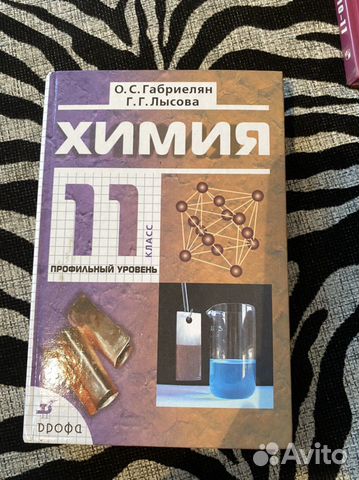 О.С.Габриелян
Г.Г.Лысова
ХИМИЯ
11
КЛАСС
ПРОФИЛЬНЫЙ УРОВЕНЬ
дрофа
Avito